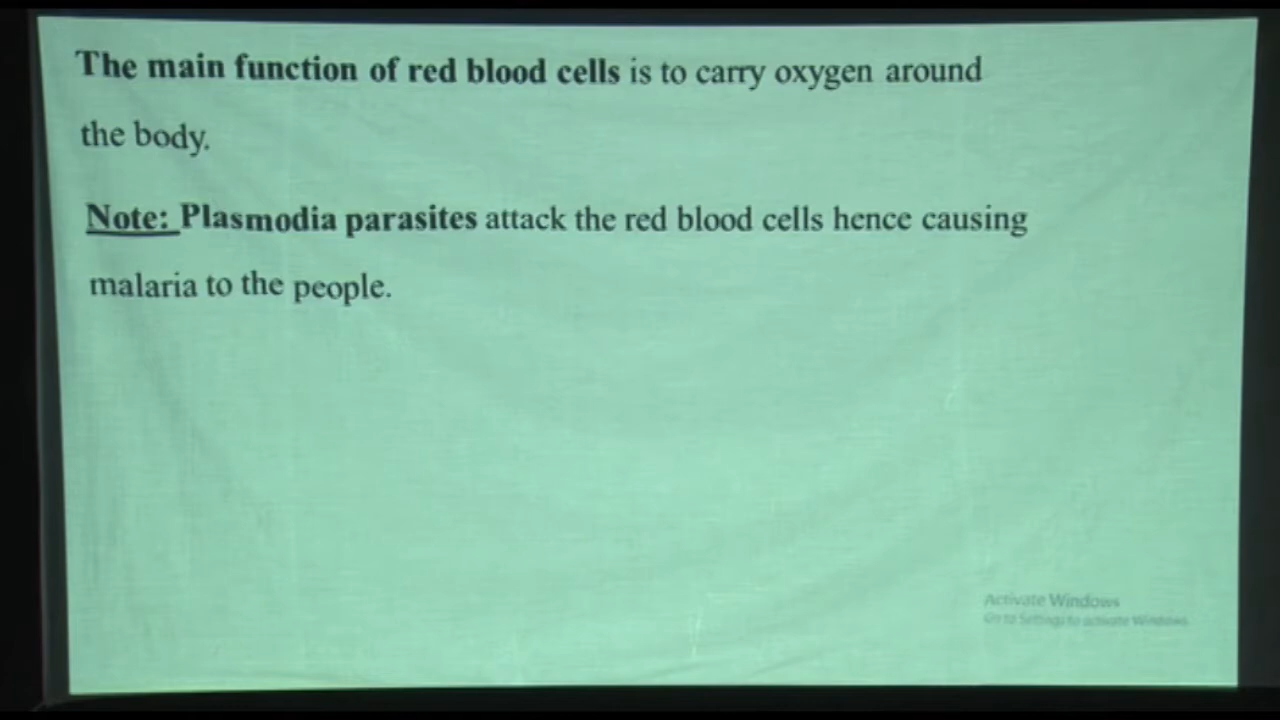 The main function of red blood cells is to carry oxygen around
the body.
Note: Plasmodia parasites attack the red blood cells hence causing
malaria to the people.
Activate Windows
Go to Settings to activate Windows.